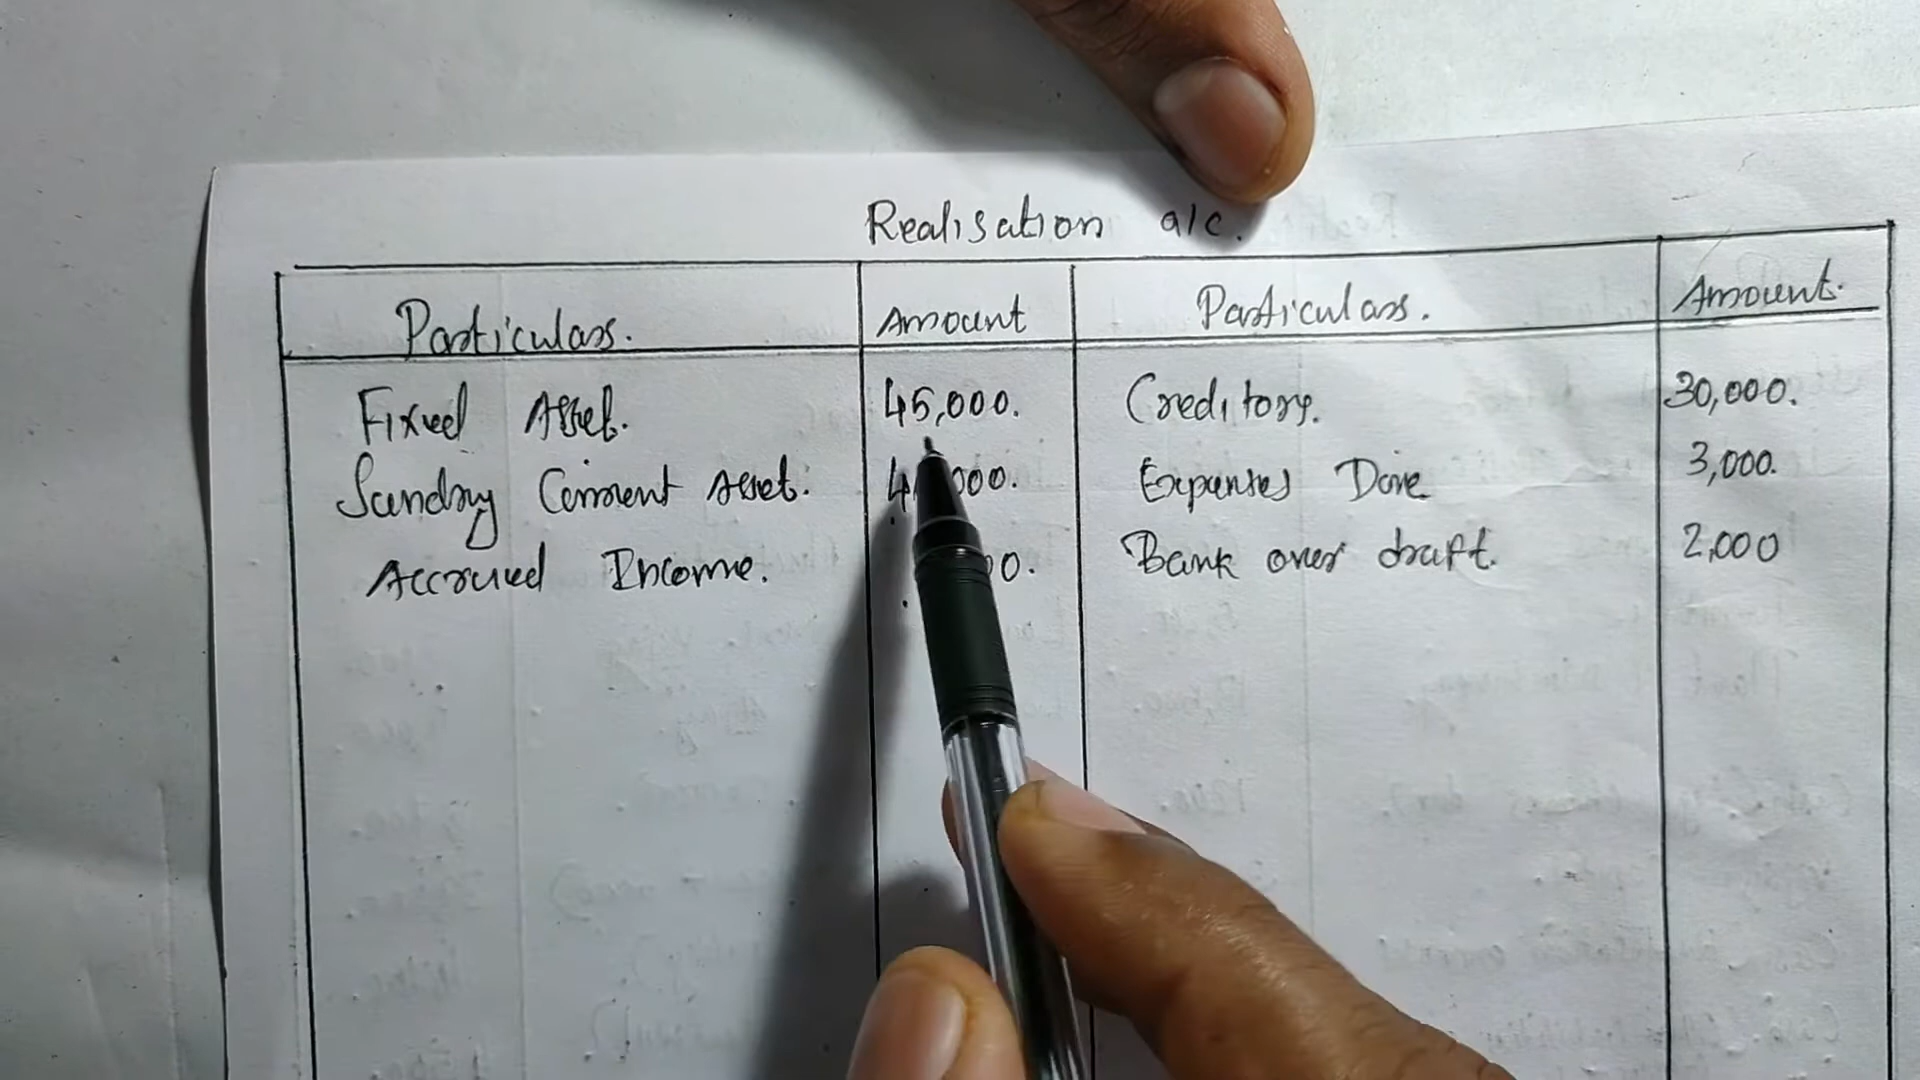 Realisation a/c.
Particulars. Amount Particulars. Amount.
Fixed Asset. 45,000. Creditors. 30,000.
Sundry Current Asset. Expenses Due 3,000.
Accrued Income. Bank over draft. 2,000